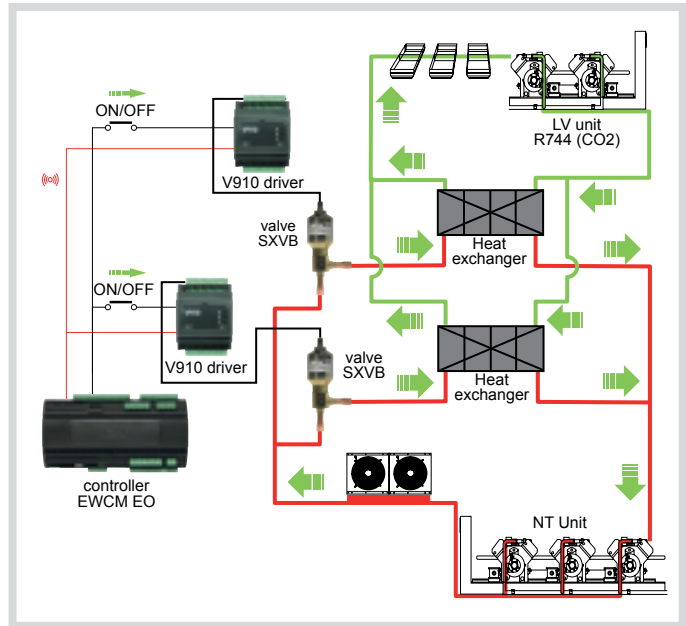 ON/OFF
V910 driver
LV unit
R744 (CO2)
valve
SXVB
Heat
exchanger
ON/OFF
V910 driver
valve
SXVB
Heat
exchanger
controller
EWCM EO
NT Unit